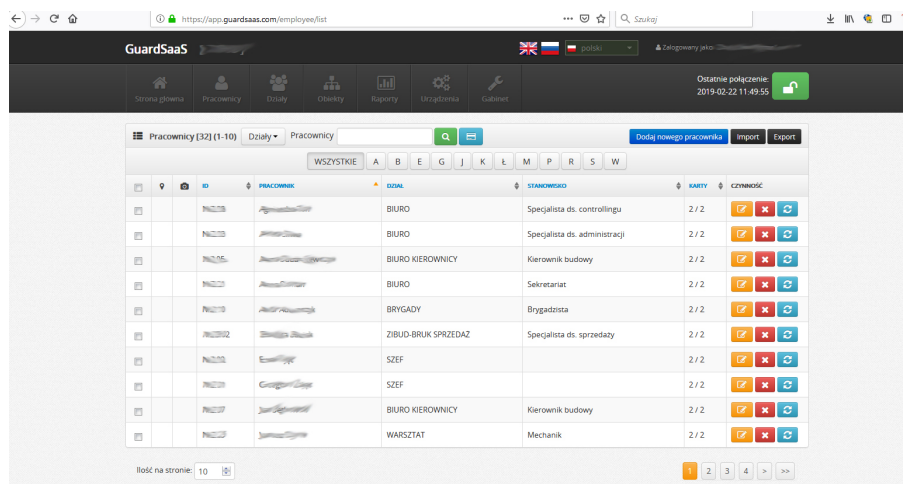 https://app.guardsaas.com/employee/list
Szukaj
GuardSaaS
polski
Zalogowany jako:
Strona główna
Pracownicy
Działy
Obiekty
Raporty
Urządzenia
Gabinet
Ostatnie połączenie:
2019-02-22 11:49:55
Pracownicy [32] (1-10) Działy Pracownicy
Dodaj nowego pracownika Import Export
WSZYSTKIE A B E G J K Ł M P R S W
ID PRACOWNIK DZIAŁ STANOWISKO KARTY CZYNNOŚĆ
BIURO Specjalista ds. controllingu 2 / 2
BIURO Specjalista ds. administracji 2 / 2
BIURO KIEROWNICY Kierownik budowy 2 / 2
BIURO Sekretariat 2 / 2
BRYGADY Brygadzista 2 / 2
ZIBUD-BRUK SPRZEDAŻ Specjalista ds. sprzedaży 2 / 2
SZEF 2 / 2
SZEF 2 / 2
BIURO KIEROWNICY Kierownik budowy 2 / 2
WARSZTAT Mechanik 2 / 2
Ilość na stronie: 10
1 2 3 4 > >>